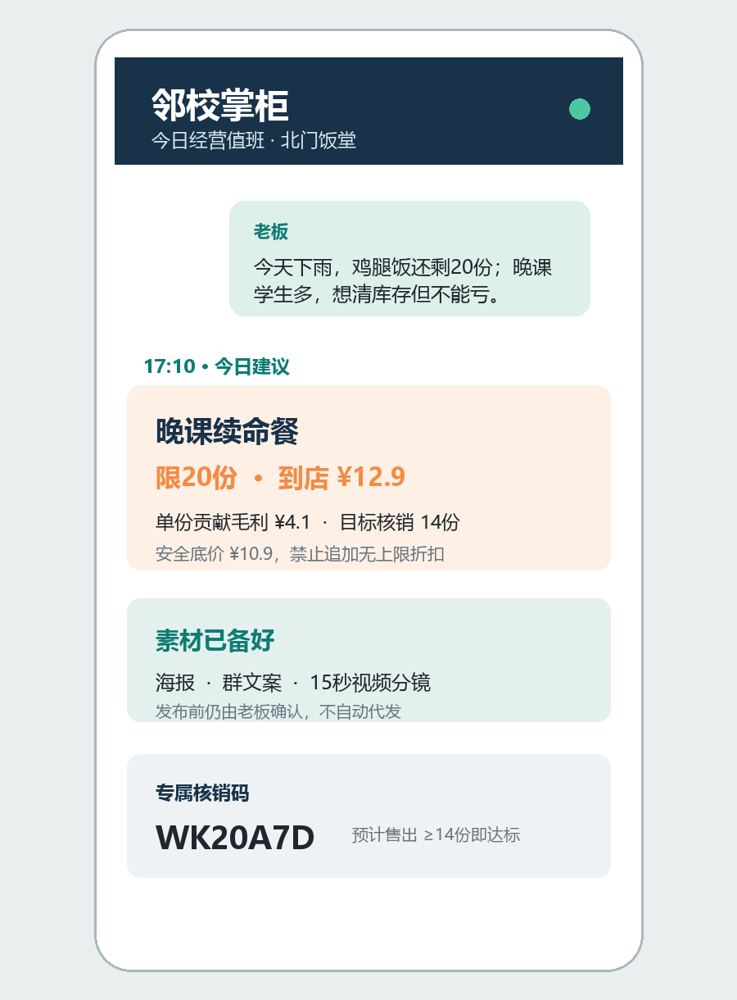 邻校掌柜
今日经营值班 · 北门饭堂
老板
今天下雨，鸡腿饭还剩20份；晚课
学生多，想清库存但不能亏。
17:10 • 今日建议
晚课续命餐
限20份 • 到店 ¥12.9
单份贡献毛利 ¥4.1 · 目标核销 14份
安全底价 ¥10.9，禁止追加无上限折扣
素材已备好
海报 · 群文案 · 15秒视频分镜
发布前仍由老板确认，不自动代发
专属核销码
WK20A7D 预计售出 ≥14份即达标